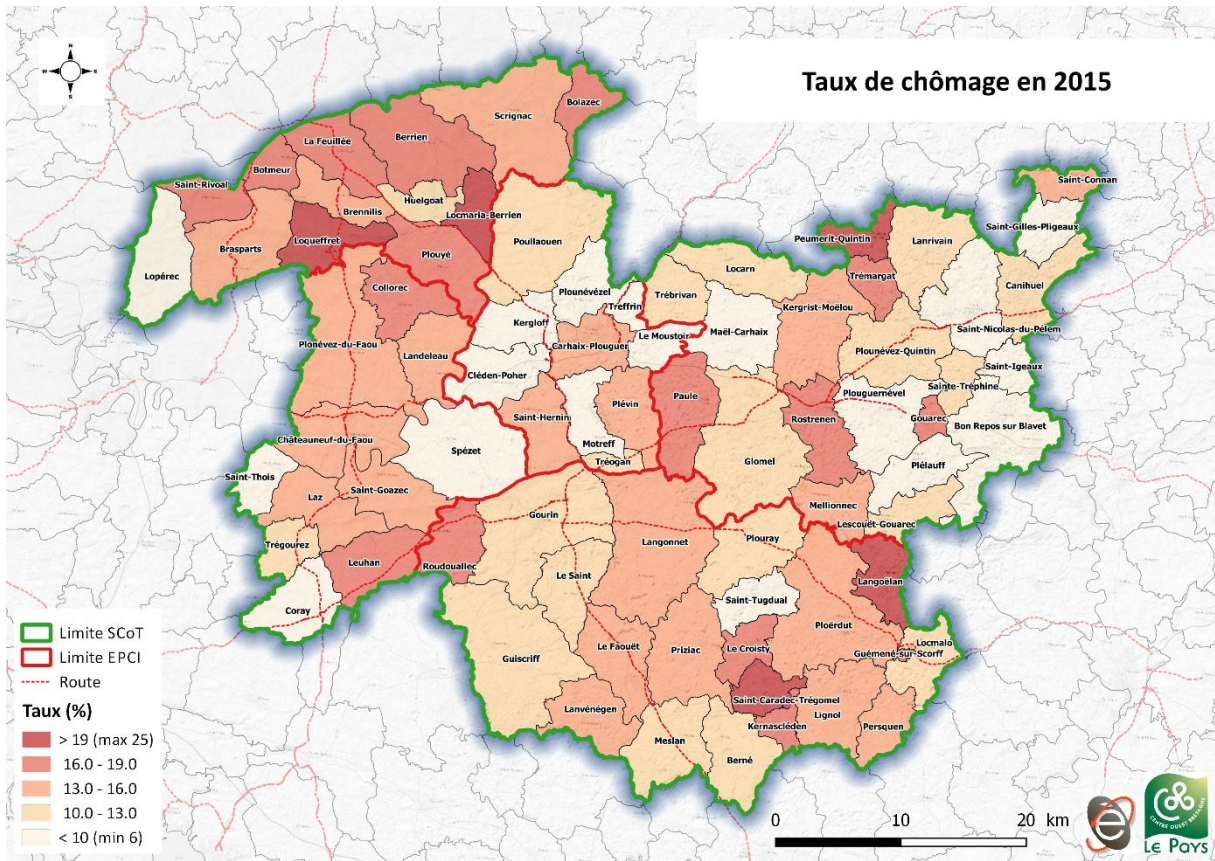 Taux de chômage en 2015
N
W
E
S
Bolazec
Scrignac
Berrien
La Feuillée
Botmeur
Saint-Rivoal
Huelgoat
Brennilis
Locmaria-Berrien
Loqueffret
Brasparts
Plouyé
Poullaouen
Lopérec
Collorec
Plounévézel
Treffrin
Kergloff
Carhaix-Plouguer
Le Moustoir
Plonévez-du-Faou
Landeleau
Cléden-Poher
Saint-Hernin
Plévin
Motreff
Tréogan
Châteauneuf-du-Faou
Spézet
Saint-Thois
Laz
Saint-Goazec
Trégourez
Leuhan
Coray
Roudouallec
Saint-Connan
Saint-Gilles-Pligeaux
Peumerit-Quintin
Lanrivain
Trémargat
Canihuel
Locarn
Trébrivan
Kergrist-Moëlou
Maël-Carhaix
Saint-Nicolas-du-Pélem
Plounévez-Quintin
Saint-Igeaux
Sainte-Tréphine
Plouguernével
Gouarec
Bon Repos sur Blavet
Paule
Rostrenen
Glomel
Plélauff
Mellionnec
Lescouët-Gouarec
Gourin
Langonnet
Plouray
Le Saint
Langoëlan
Saint-Tugdual
Ploërdut
Locmalo
Guémené-sur-Scorff
Guiscriff
Le Faouët
Priziac
Le Croisty
Saint-Caradec-Trégomel
Lignol
Kernascléden
Persquen
Lanvénégen
Meslan
Berné
Limite SCoT
Limite EPCI
Route
Taux (%)
> 19 (max 25)
16.0 - 19.0
13.0 - 16.0
10.0 - 13.0
< 10 (min 6)
0 10 20 km
CENTRE OUEST BRETAGNE
LE PAYS